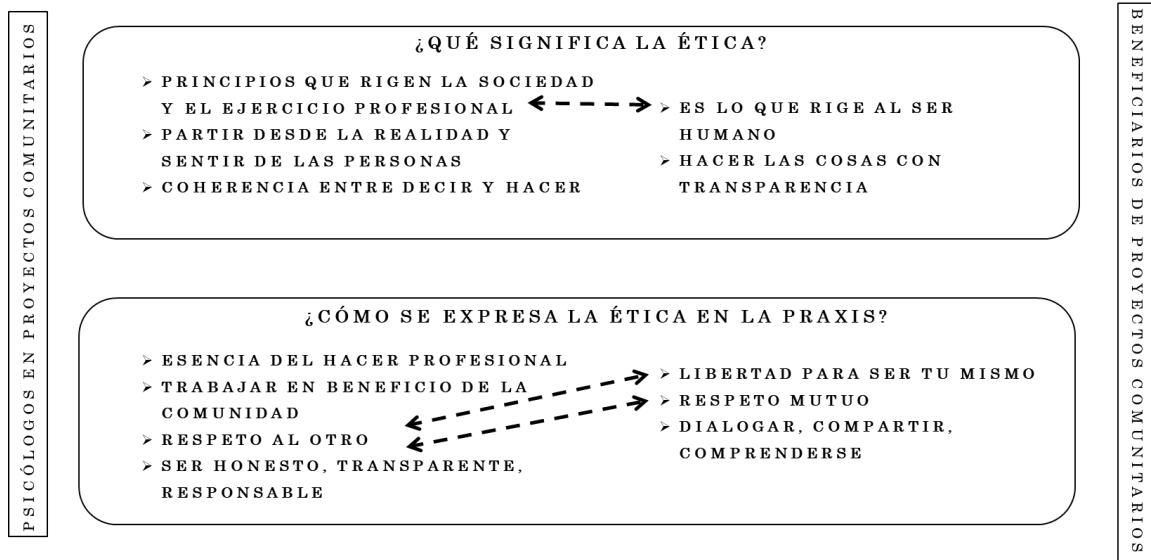 PSICÓLOGOS EN PROYECTOS COMUNITARIOS
¿QUÉ SIGNIFICA LA ÉTICA?
➢ PRINCIPIOS QUE RIGEN LA SOCIEDAD
Y EL EJERCICIO PROFESIONAL
➢ PARTIR DESDE LA REALIDAD Y
SENTIR DE LAS PERSONAS
➢ COHERENCIA ENTRE DECIR Y HACER
➢ ES LO QUE RIGE AL SER
HUMANO
➢ HACER LAS COSAS CON
TRANSPARENCIA
¿CÓMO SE EXPRESA LA ÉTICA EN LA PRAXIS?
➢ ESENCIA DEL HACER PROFESIONAL
➢ TRABAJAR EN BENEFICIO DE LA
COMUNIDAD
➢ RESPETO AL OTRO
➢ SER HONESTO, TRANSPARENTE,
RESPONSABLE
➢ LIBERTAD PARA SER TU MISMO
➢ RESPETO MUTUO
➢ DIALOGAR, COMPARTIR,
COMPRENDERSE
BENEFICIARIOS DE PROYECTOS COMUNITARIOS